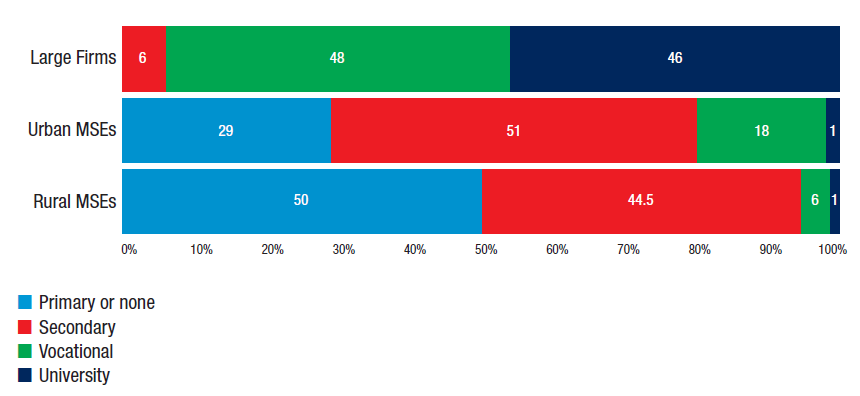 Large Firms 6 48 46
Urban MSEs 29 51 18 1
Rural MSEs 50 44.5 6 1
0% 10% 20% 30% 40% 50% 60% 70% 80% 90% 100%
Primary or none
Secondary
Vocational
University